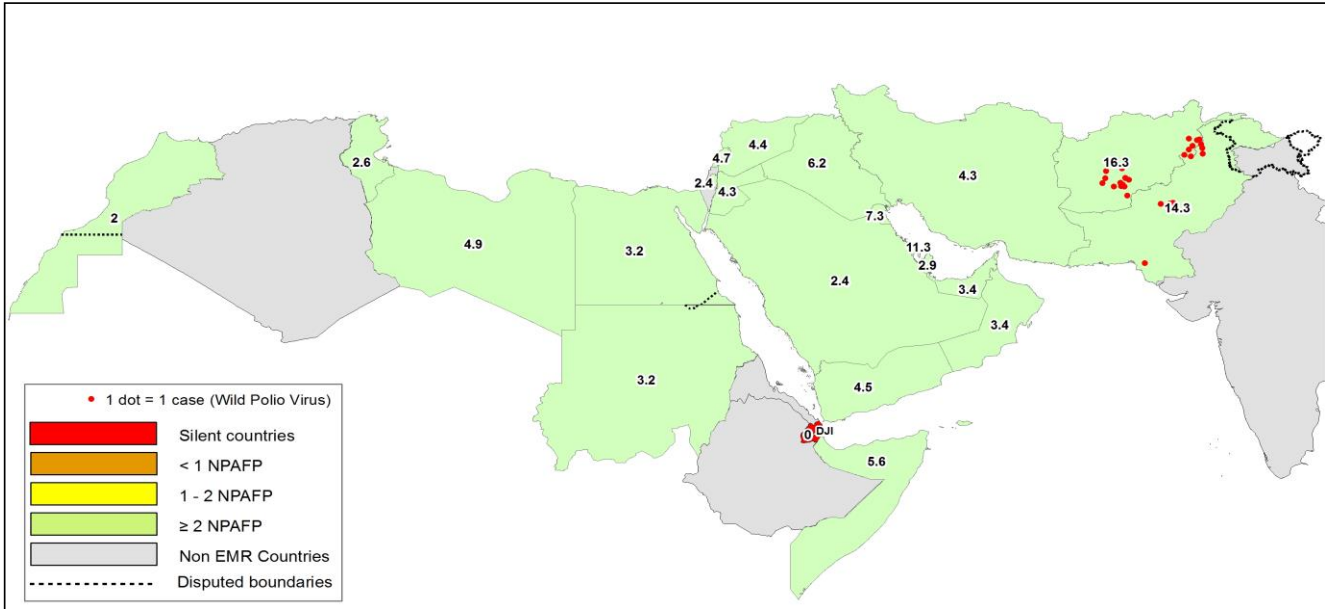 4.4
4.7
6.2
16.3
2.6
2.4
4.3
4.3
7.3
14.3
2
4.9
3.2
11.3
2.9
2.4
3.4
3.4
3.2
4.5
0 DJI
5.6
1 dot = 1 case (Wild Polio Virus)
Silent countries
< 1 NPAFP
1 - 2 NPAFP
≥ 2 NPAFP
Non EMR Countries
Disputed boundaries